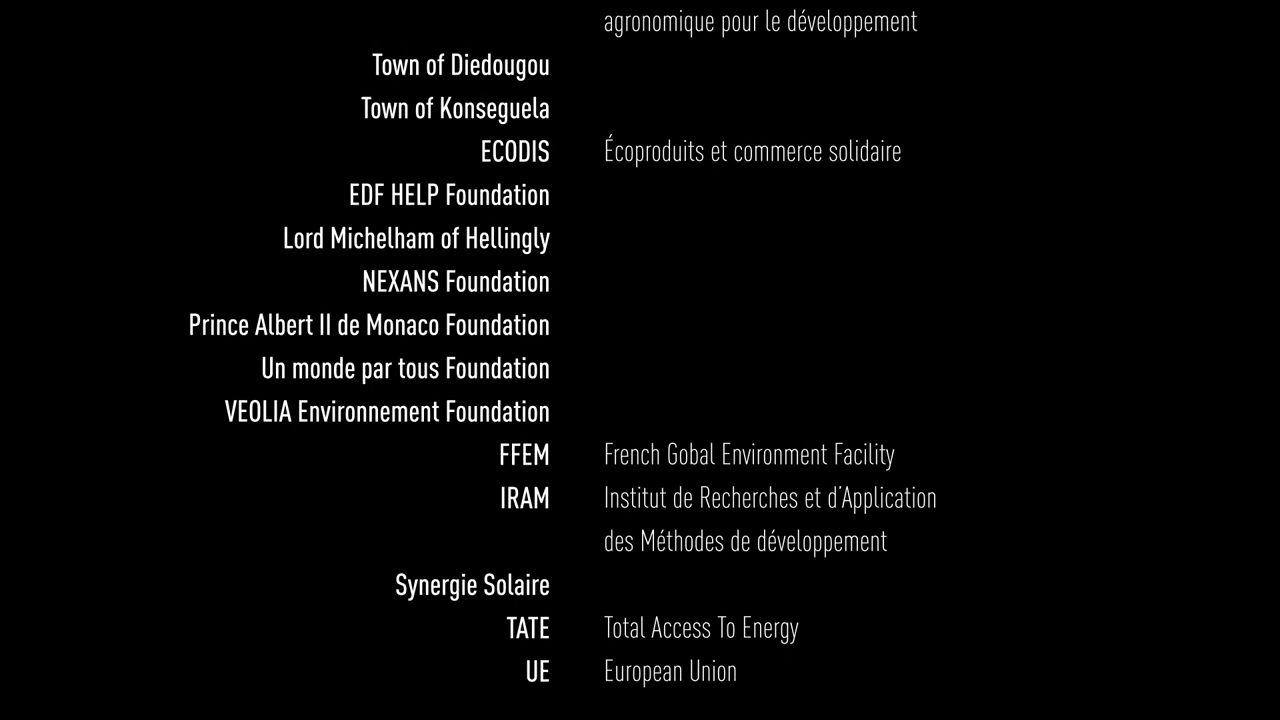 agronomique pour le développement
Town of Diedougou
Town of Konseguela
ECODIS Écoproduits et commerce solidaire
EDF HELP Foundation
Lord Michelham of Hellingly
NEXANS Foundation
Prince Albert II de Monaco Foundation
Un monde par tous Foundation
VEOLIA Environnement Foundation
FFEM French Gobal Environment Facility
IRAM Institut de Recherches et d'Application
des Méthodes de développement
Synergie Solaire
TATE Total Access To Energy
UE European Union